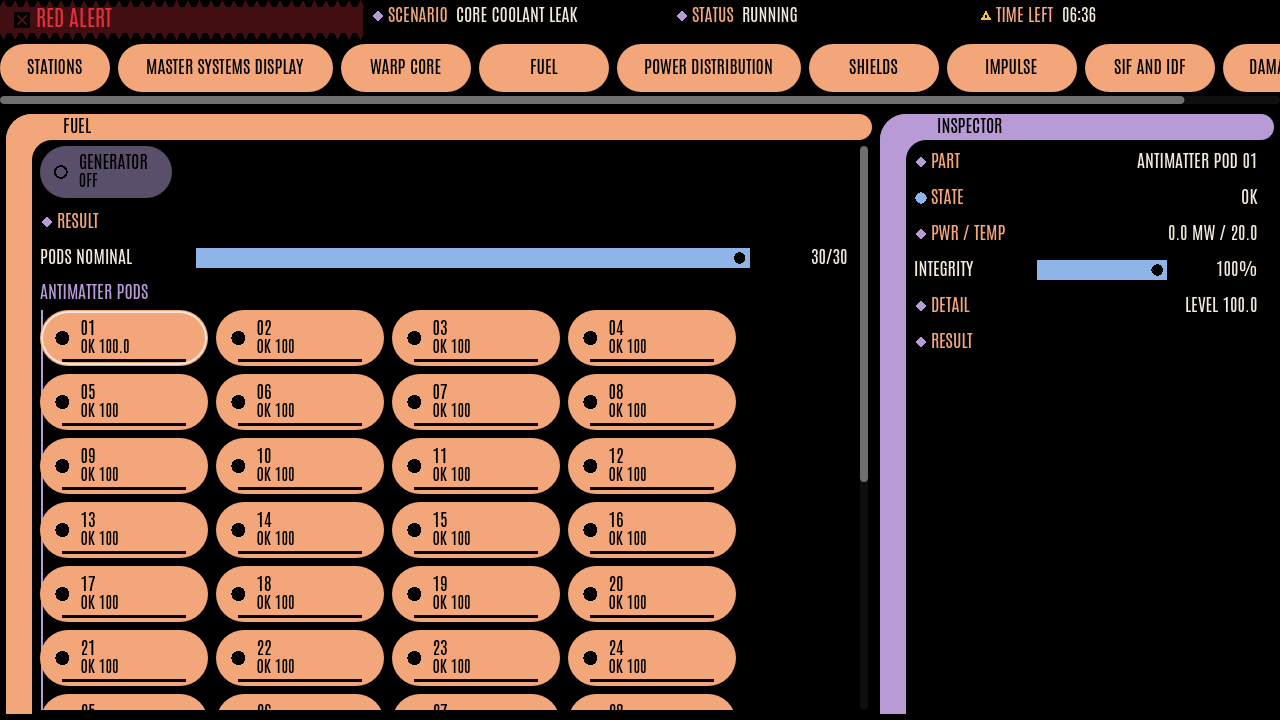 RED ALERT
SCENARIO CORE COOLANT LEAK
STATUS RUNNING
TIME LEFT 06:36
STATIONS
MASTER SYSTEMS DISPLAY
WARP CORE
FUEL
POWER DISTRIBUTION
SHIELDS
IMPULSE
SIF AND IDF
FUEL
GENERATOR
OFF
RESULT
PODS NOMINAL 30/30
ANTIMATTER PODS
01
OK 100.0
02
OK 100
03
OK 100
04
OK 100
05
OK 100
06
OK 100
07
OK 100
08
OK 100
09
OK 100
10
OK 100
11
OK 100
12
OK 100
13
OK 100
14
OK 100
15
OK 100
16
OK 100
17
OK 100
18
OK 100
19
OK 100
20
OK 100
21
OK 100
22
OK 100
23
OK 100
24
OK 100
INSPECTOR
PART ANTIMATTER POD 01
STATE OK
PWR / TEMP 0.0 MW / 20.0
INTEGRITY 100%
DETAIL LEVEL 100.0
RESULT